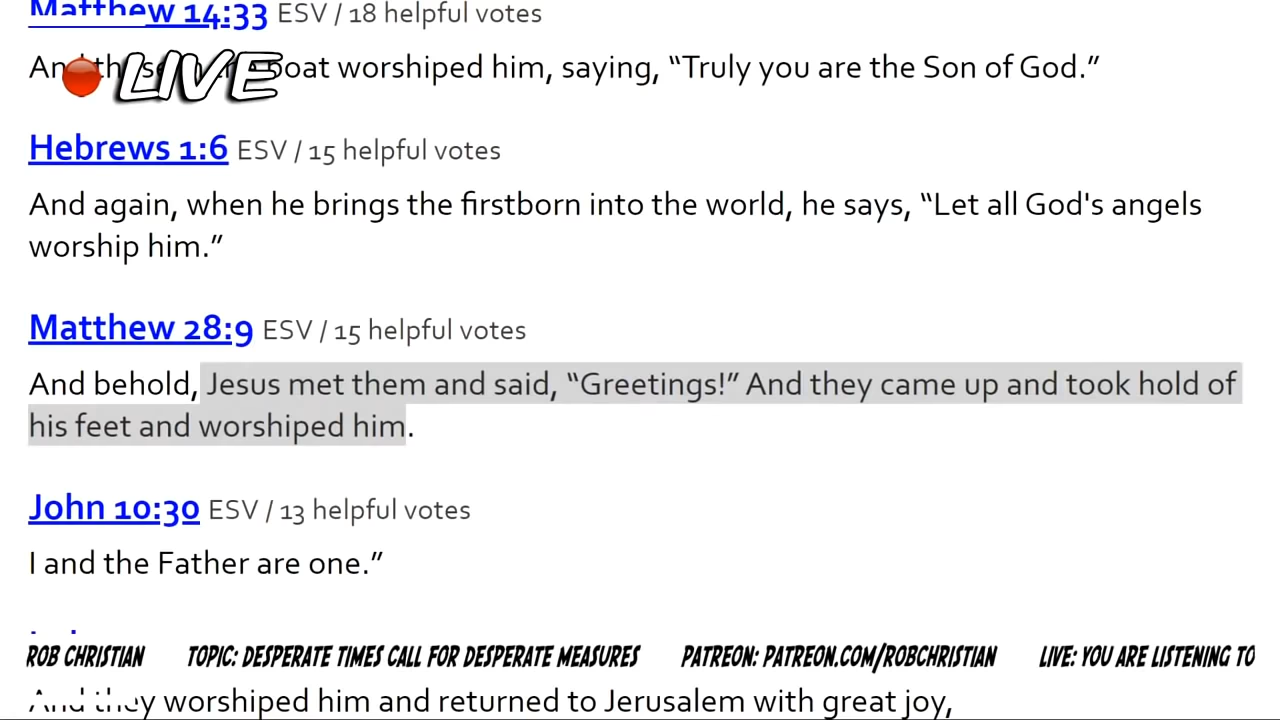 Matthew 14:33 ESV / 18 helpful votes
LIVE
boat worshiped him, saying, “Truly you are the Son of God.”
Hebrews 1:6 ESV / 15 helpful votes
And again, when he brings the firstborn into the world, he says, “Let all God's angels
worship him.”
Matthew 28:9 ESV / 15 helpful votes
And behold, Jesus met them and said, “Greetings!” And they came up and took hold of
his feet and worshiped him.
John 10:30 ESV / 13 helpful votes
I and the Father are one.”
ROB CHRISTIAN TOPIC: DESPERATE TIMES CALL FOR DESPERATE MEASURES PATREON: PATREON.COM/ROBCHRISTIAN LIVE: YOU ARE LISTENING TO
And they worshiped him and returned to Jerusalem with great joy,